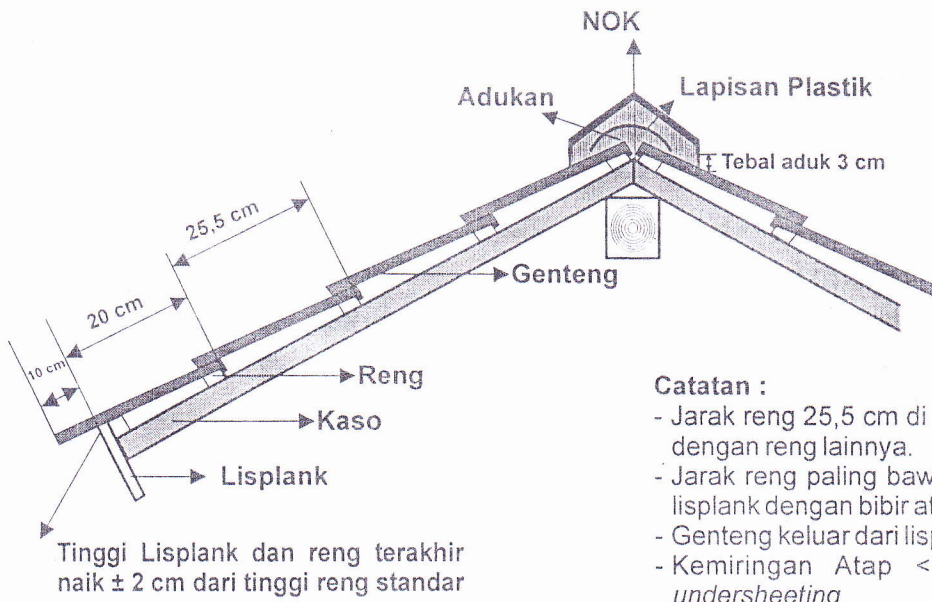 NOK
Adukan
Lapisan Plastik
Tebal aduk 3 cm
25,5 cm
20 cm
10 cm
Genteng
Reng
Kaso
Lisplank
Tinggi Lisplank dan reng terakhir
naik ± 2 cm dari tinggi reng standar
Catatan :
- Jarak reng 25,5 cm di
dengan reng lainnya.
- Jarak reng paling baw
lisplank dengan bibir at
- Genteng keluar dari lisp
- Kemiringan Atap <
undersheeting